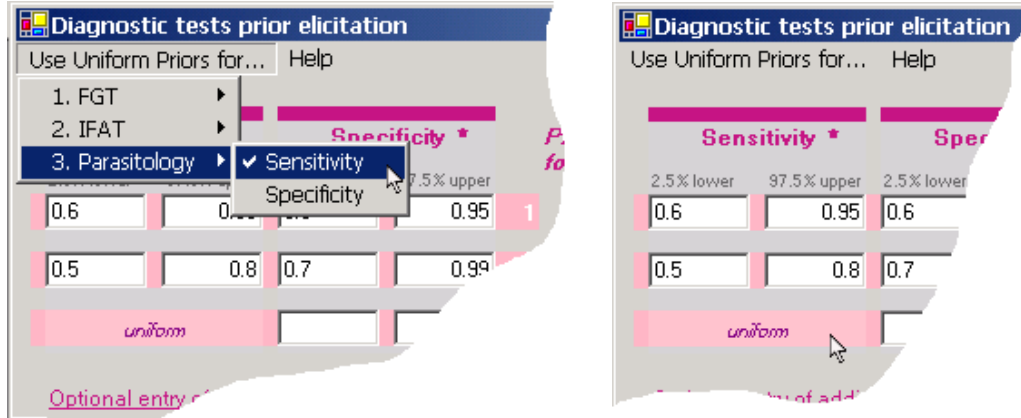 Diagnostic tests prior elicitation
Use Uniform Priors for... Help
1. FGT
2. IFAT
3. Parasitology
Sensitivity
Specificity
Specificity *
7.5% upper
0.6 0.95 1
0.5 0.8 0.7 0.99
uniform
Optional entry of
Diagnostic tests prior elicitation
Use Uniform Priors for... Help
Sensitivity * Spec
2.5% lower 97.5% upper 2.5% lower
0.6 0.95 0.6
0.5 0.8 0.7
uniform